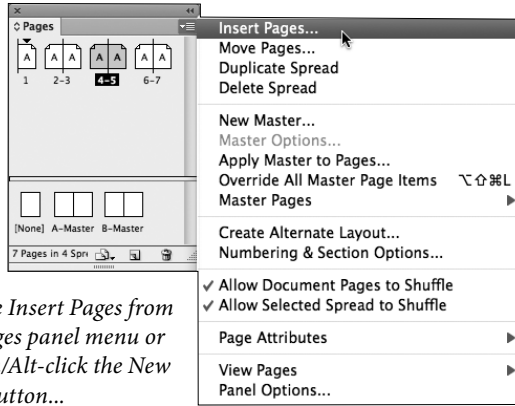 Pages
A
A
A
A
A
A
A
1
2-3
4-5
6-7
[None]
A-Master
B-Master
7 Pages in 4 Spr
Insert Pages...
Move Pages...
Duplicate Spread
Delete Spread
New Master...
Master Options...
Apply Master to Pages...
Override All Master Page Items ⌥⇧⌘L
Master Pages
Create Alternate Layout...
Numbering & Section Options...
✓ Allow Document Pages to Shuffle
✓ Allow Selected Spread to Shuffle
Page Attributes
View Pages
Panel Options...
e Insert Pages from
ges panel menu or
/Alt-click the New
utton...